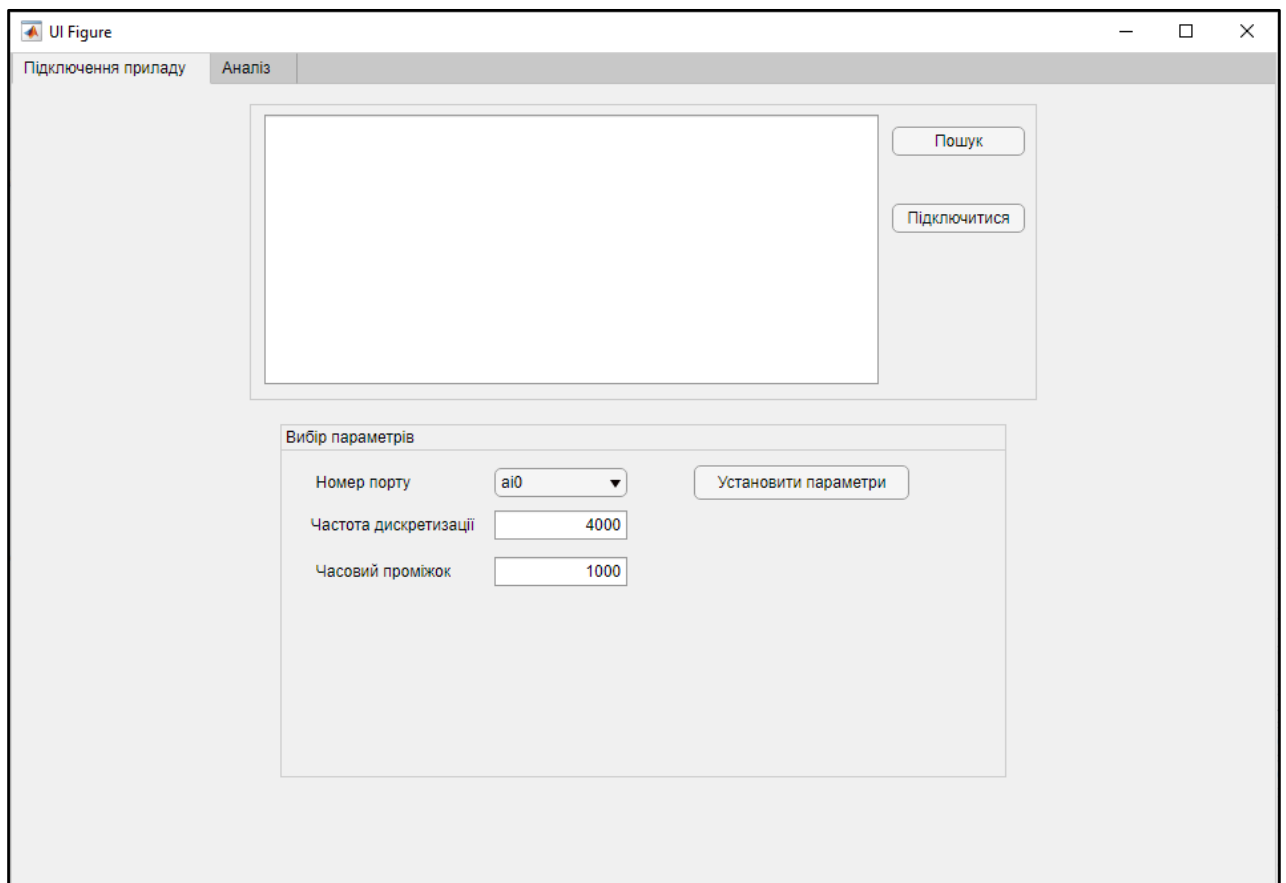 UI Figure
Підключення приладу Аналіз
Пошук
Підключитися
Вибір параметрів
Номер порту ai0 Установити параметри
Частота дискретизації 4000
Часовий проміжок 1000